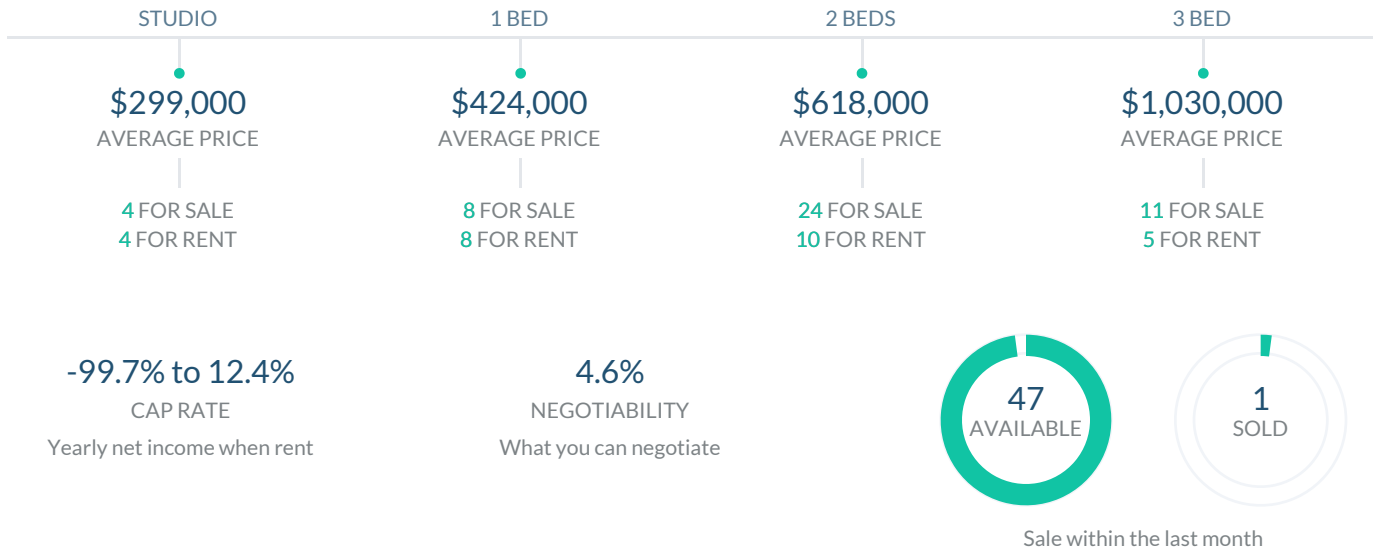 STUDIO
1 BED
2 BEDS
3 BED
$299,000
$424,000
$618,000
$1,030,000
AVERAGE PRICE
AVERAGE PRICE
AVERAGE PRICE
AVERAGE PRICE
4 FOR SALE
8 FOR SALE
24 FOR SALE
11 FOR SALE
4 FOR RENT
8 FOR RENT
10 FOR RENT
5 FOR RENT
-99.7% to 12.4%
CAP RATE
Yearly net income when rent
4.6%
NEGOTIABILITY
What you can negotiate
47
AVAILABLE
1
SOLD
Sale within the last month